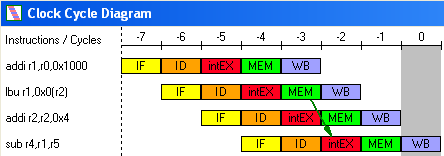 Clock Cycle Diagram
Instructions / Cycles -7 -6 -5 -4 -3 -2 -1 0
addi r1,r0,0x1000 IF ID intEX MEM WB
lbu r1,0x0(r2) IF ID intEX MEM WB
addi r2,r2,0x4 IF ID intEX MEM WB
sub r4,r1,r5 IF ID intEX MEM WB